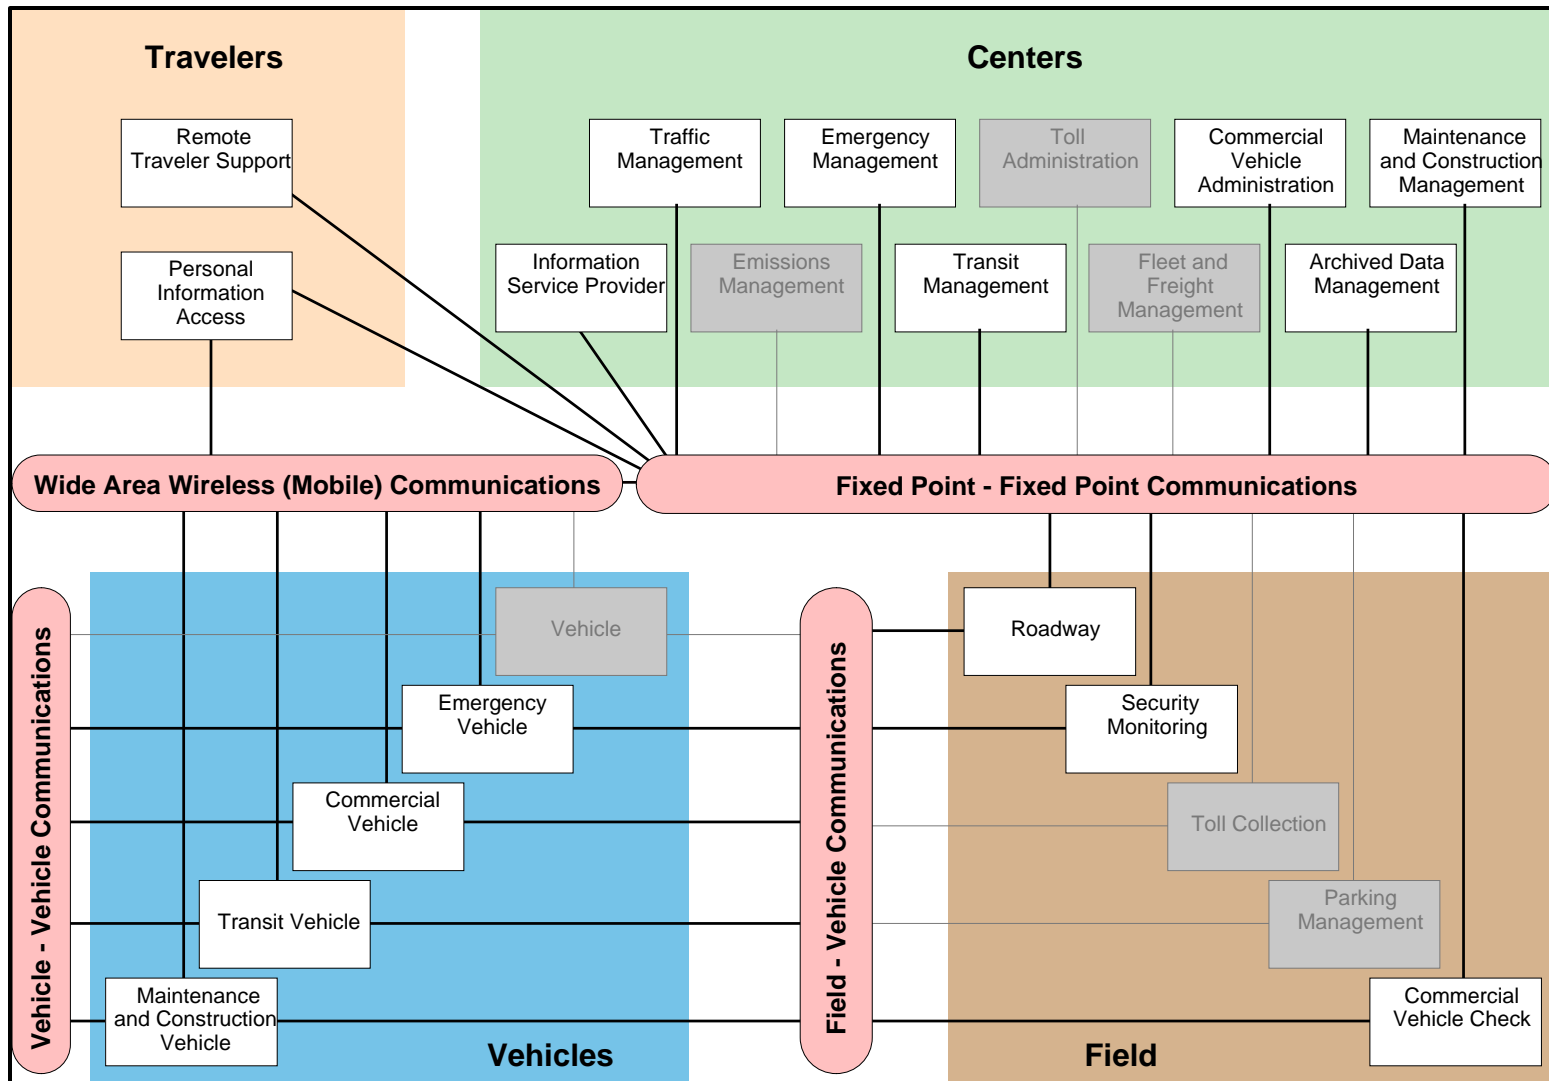 Travelers
Centers
Remote
Traveler Support
Traffic
Management
Emergency
Management
Toll
Administration
Commercial
Vehicle
Administration
Maintenance
and Construction
Management
Personal
Information
Access
Information
Service Provider
Emissions
Management
Transit
Management
Fleet and
Freight
Management
Archived Data
Management
Wide Area Wireless (Mobile) Communications
Fixed Point - Fixed Point Communications
Vehicle - Vehicle Communications
Vehicle
Emergency
Vehicle
Commercial
Vehicle
Transit Vehicle
Maintenance
and Construction
Vehicle
Vehicles
Field - Vehicle Communications
Roadway
Security
Monitoring
Toll Collection
Parking
Management
Commercial
Vehicle Check
Field